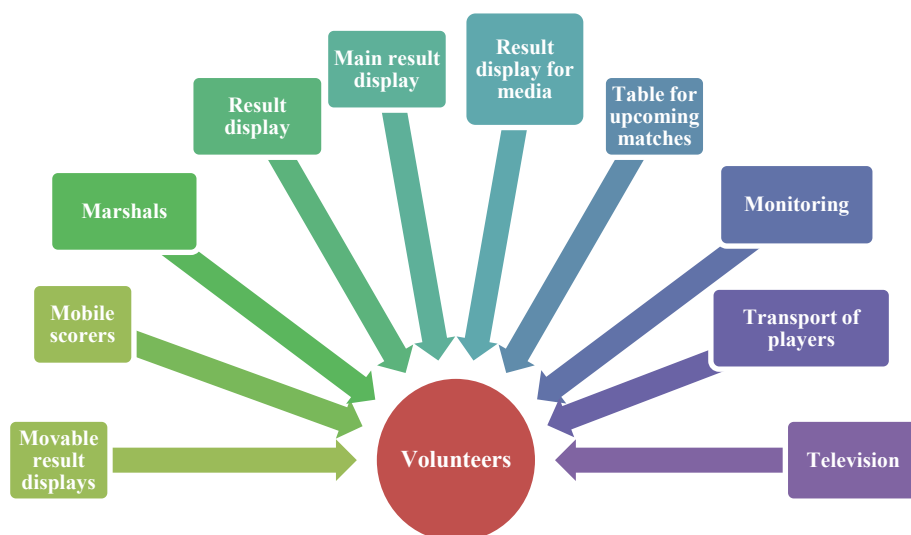 Main result
display
Result
display for
media
Result
display
Table for
upcoming
matches
Marshals
Monitoring
Mobile
scorers
Transport of
players
Movable
result
displays
Volunteers
Television